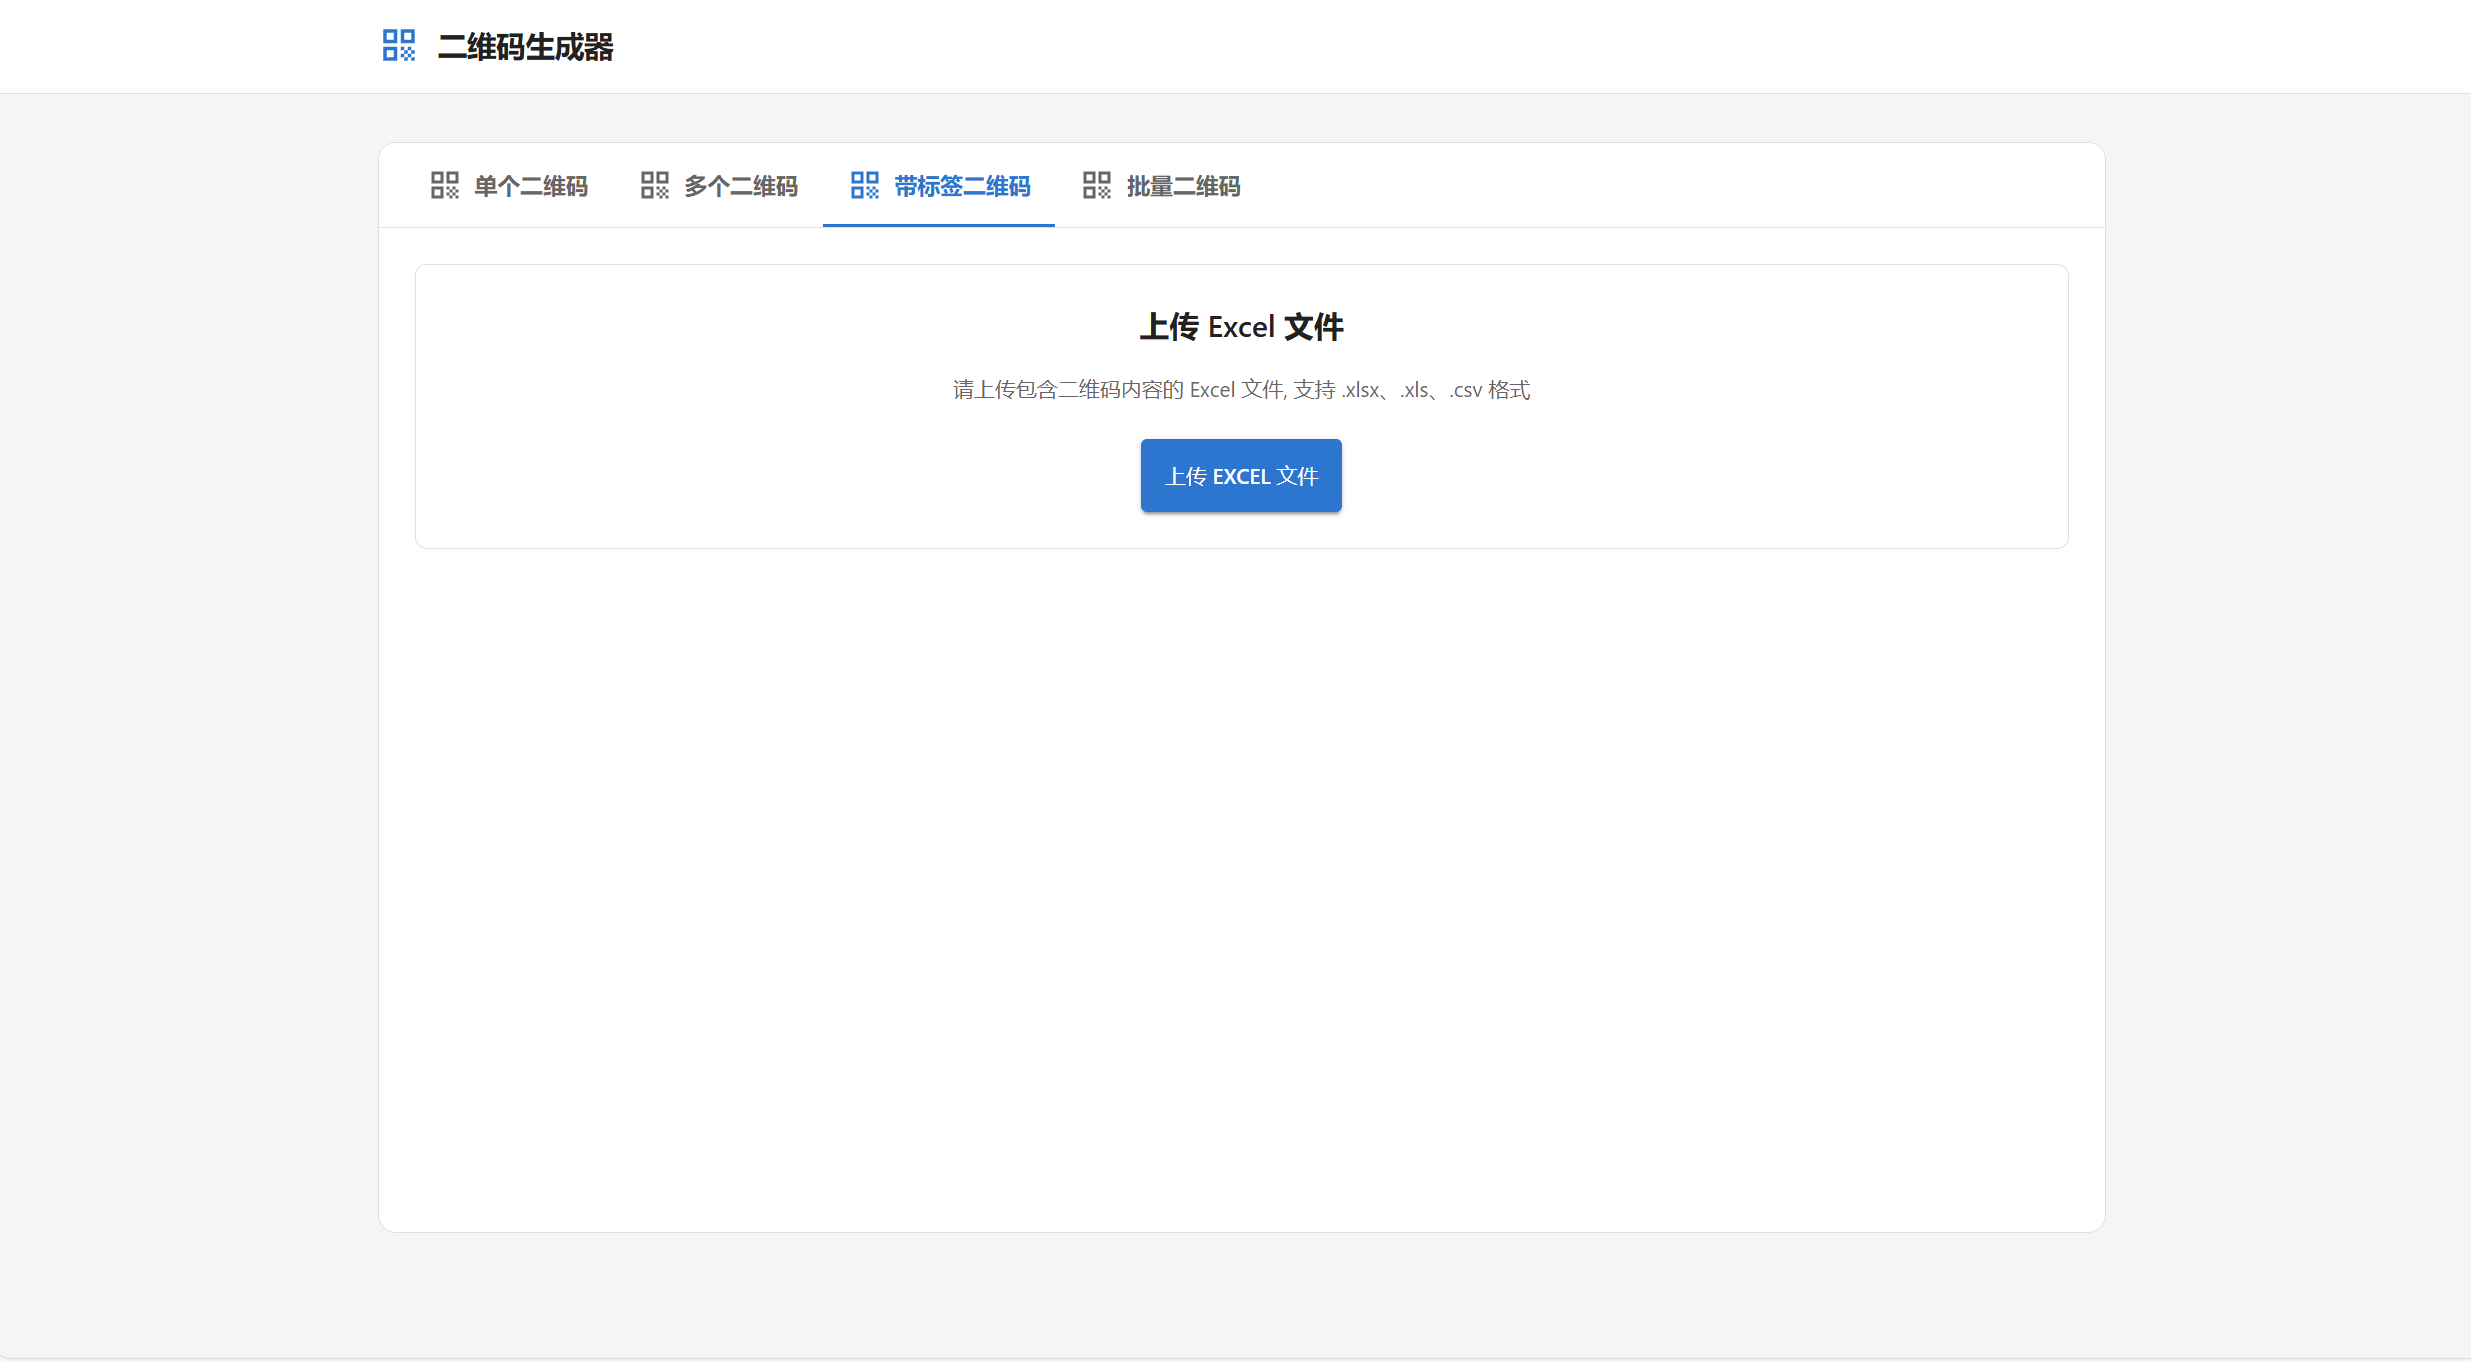 二维码生成器
单个二维码
多个二维码
带标签二维码
批量二维码
上传 Excel 文件
请上传包含二维码内容的 Excel 文件, 支持 .xlsx、.xls、.csv 格式
上传 EXCEL 文件